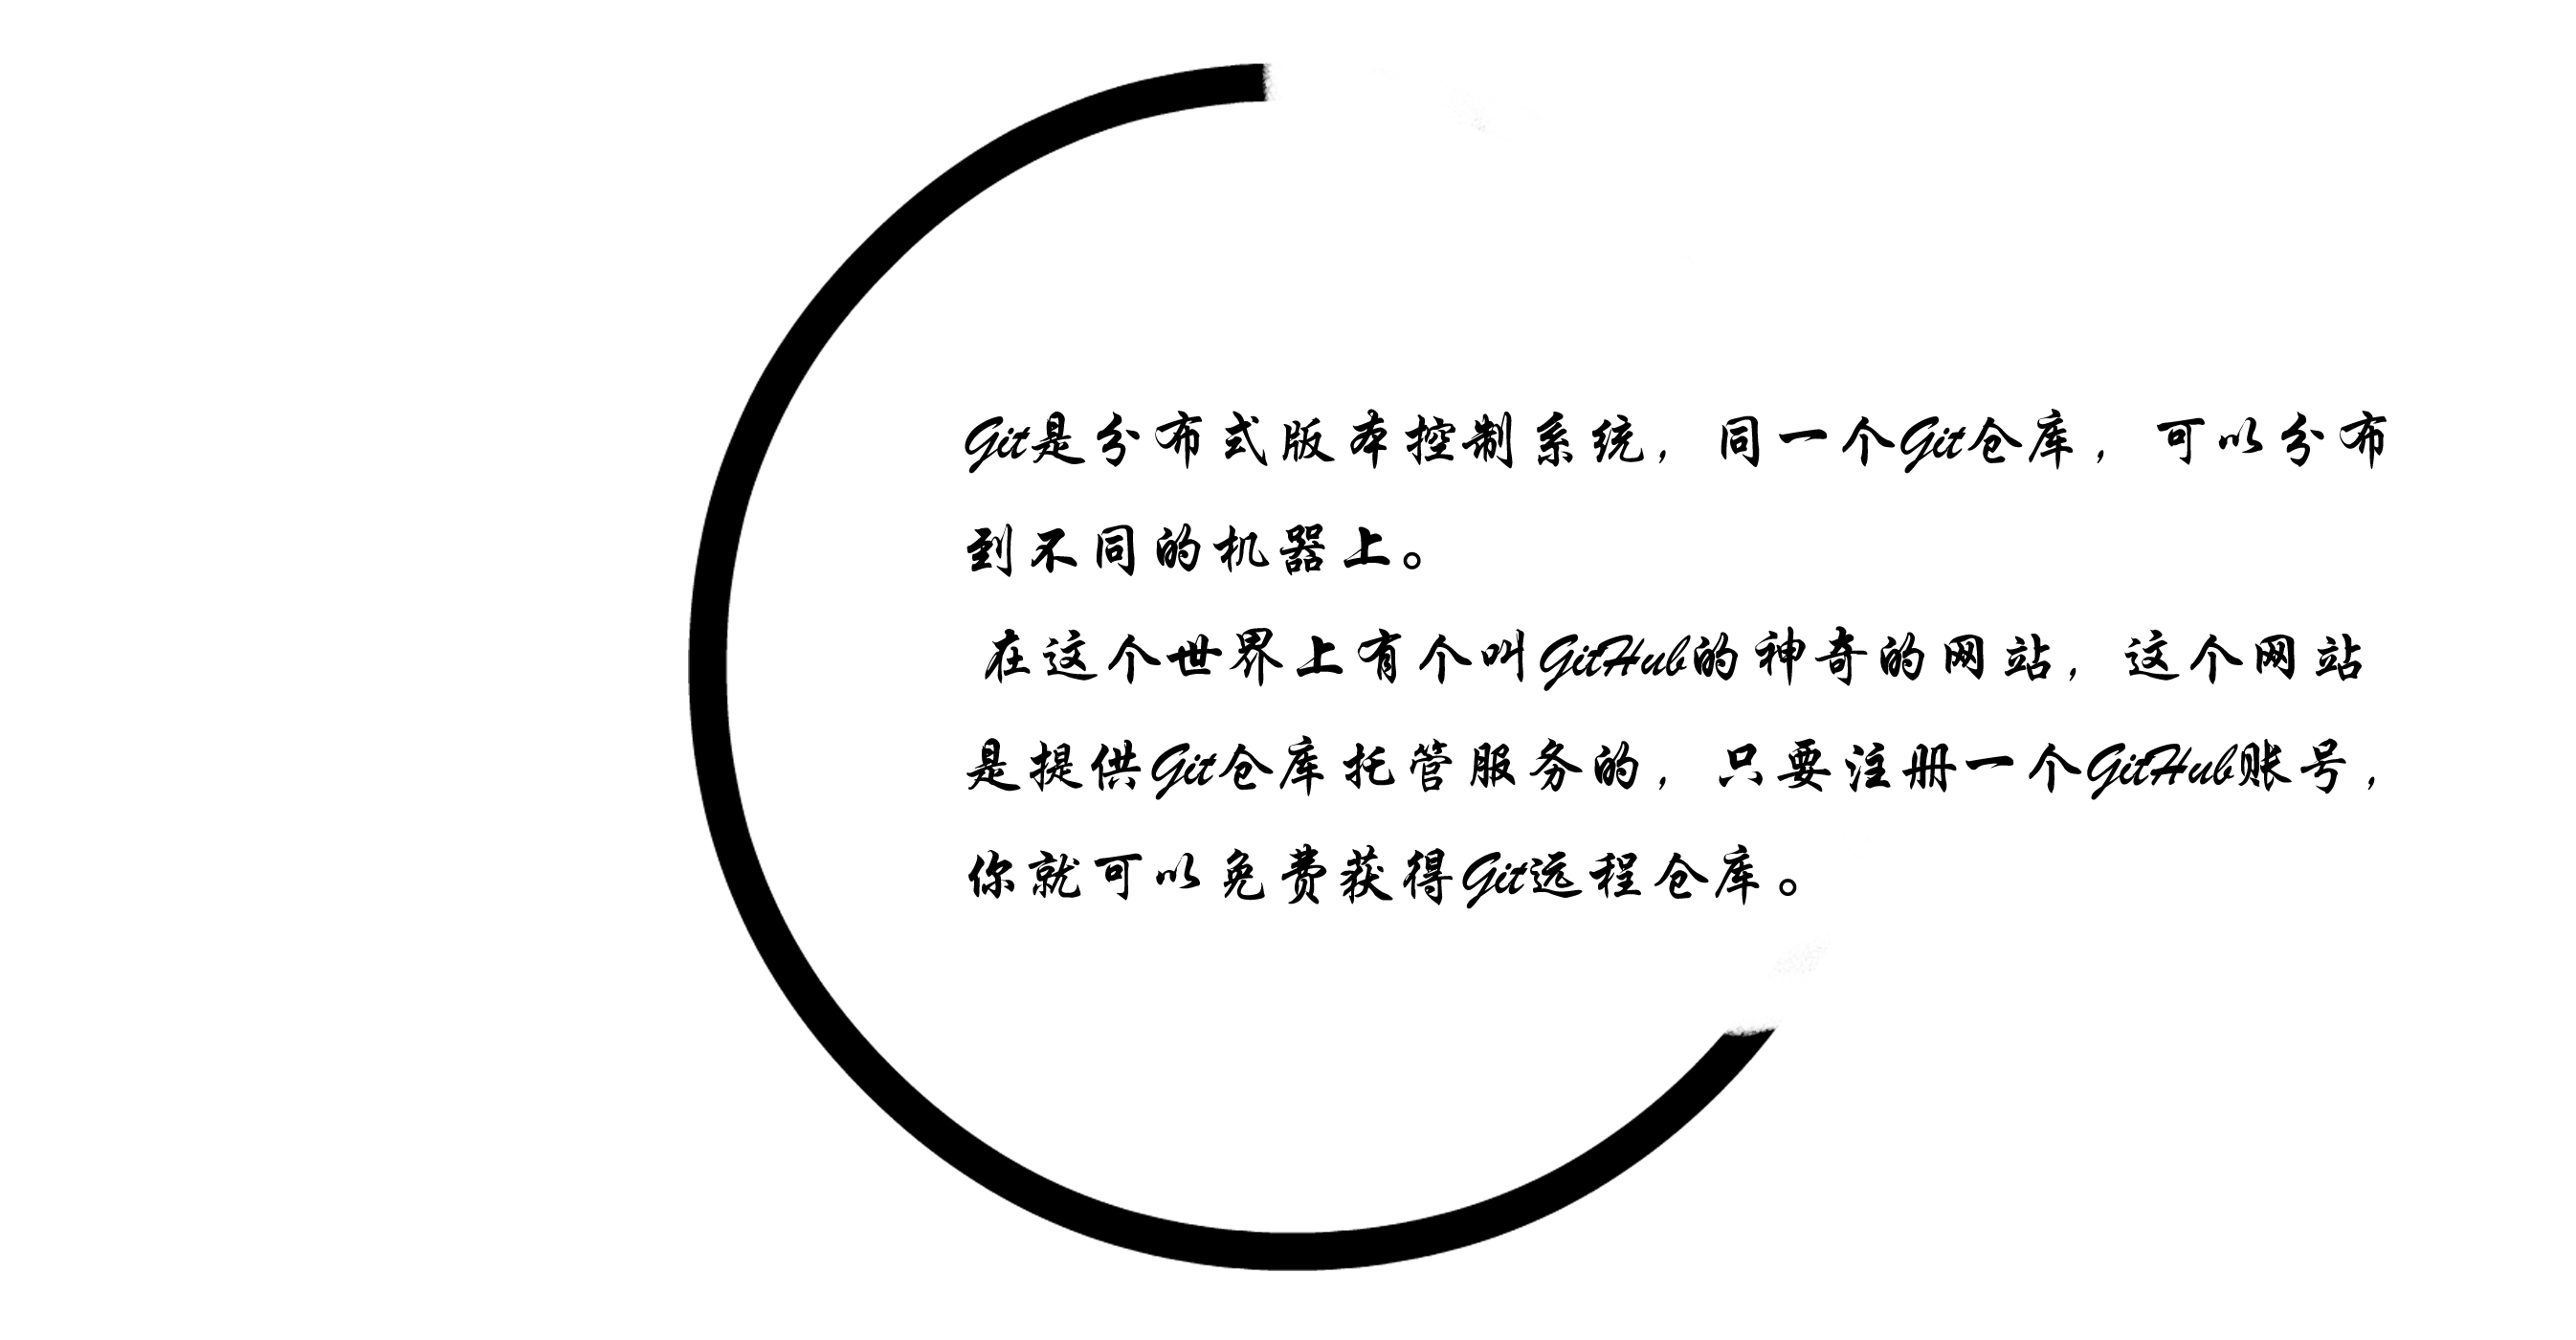 Git是分布式版本控制系统，同一个Git仓库，可以分布
到不同的机器上。
在这个世界上有个叫GitHub的神奇的网站，这个网站
是提供Git仓库托管服务的，只要注册一个GitHub账号，
你就可以免费获得Git远程仓库。